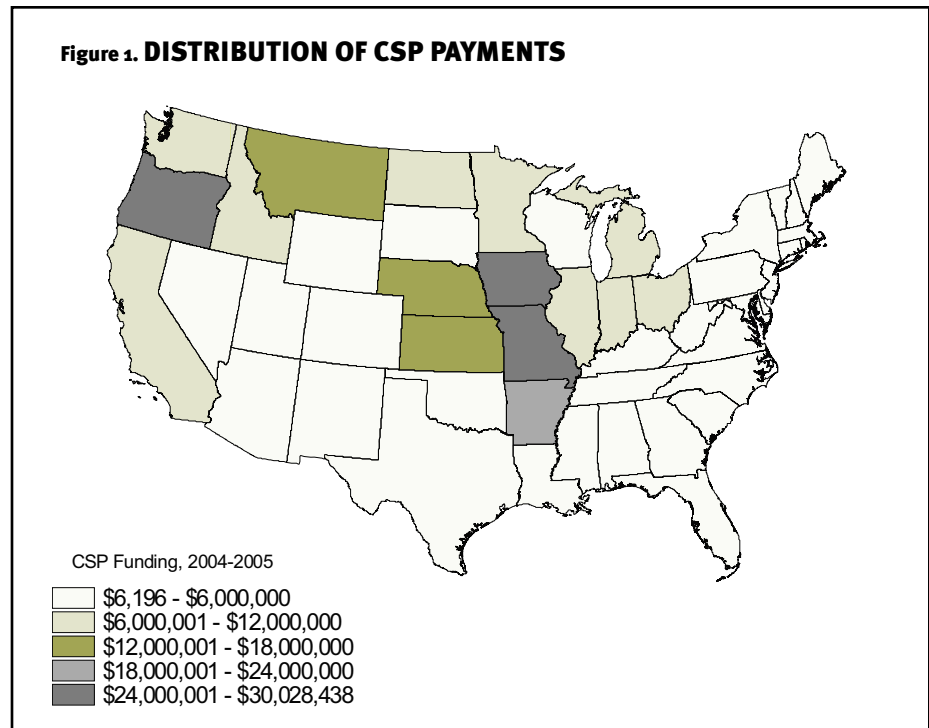 Figure 1. DISTRIBUTION OF CSP PAYMENTS
CSP Funding, 2004-2005
$6,196 - $6,000,000
$6,000,001 - $12,000,000
$12,000,001 - $18,000,000
$18,000,001 - $24,000,000
$24,000,001 - $30,028,438